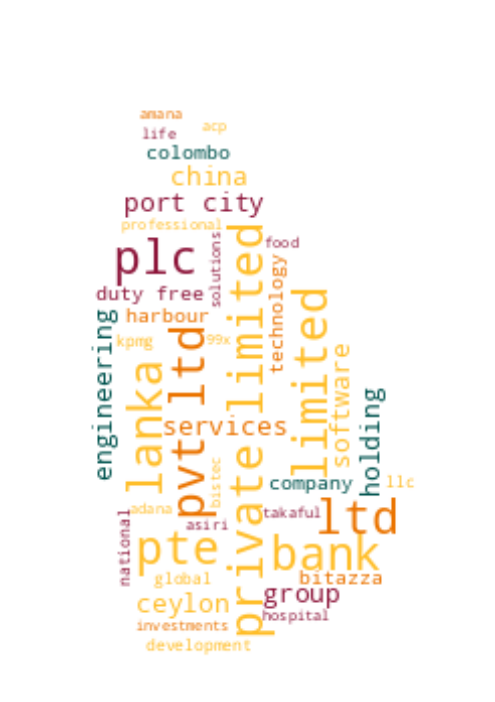 amana
acp
life
colombo
china
port city
professional
private limited
solutions
food
plc
technology
duty free
limited
engineering
harbour
pvt ltd
99x
kpmg
software
lanka
holding
services
bistec
company
llc
ltd
adana
takaful
national
asiri
pte
bank
global
bitazza
group
ceylon
hospital
investments
development